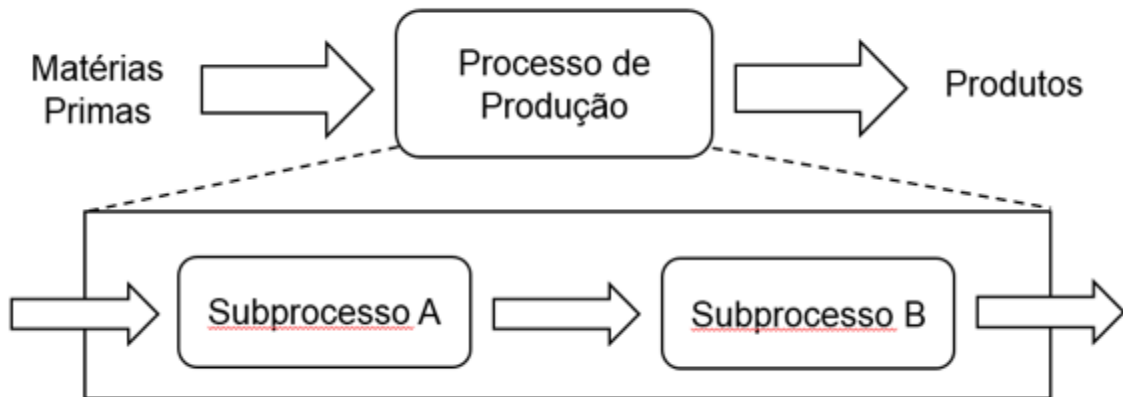 Matérias
Primas
Processo de
Produção
Produtos
Subprocesso A
Subprocesso B